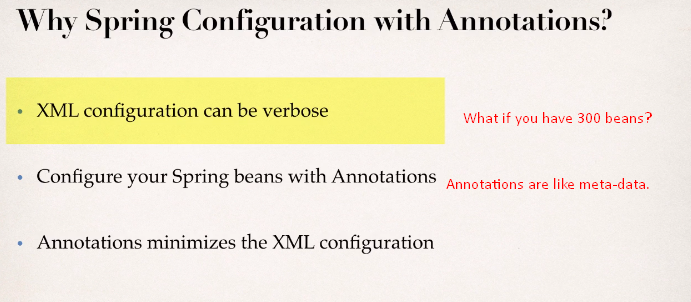 Why Spring Configuration with Annotations?
• XML configuration can be verbose
What if you have 300 beans?
• Configure your Spring beans with Annotations
Annotations are like meta-data.
• Annotations minimizes the XML configuration